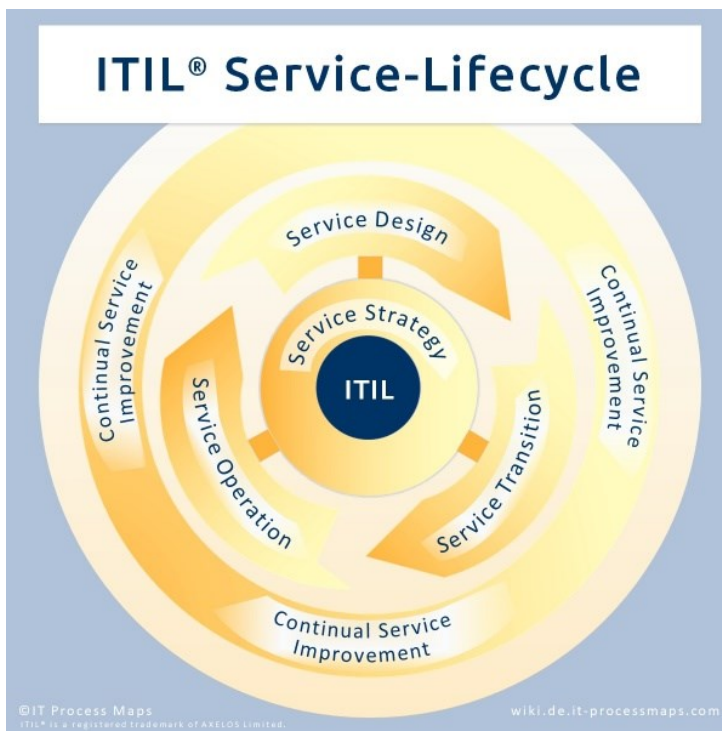 ITIL® Service-Lifecycle
Service Design
Continual Service
Improvement
Continual Service
Improvement
Service Strategy
ITIL
Service Operation
Service Transition
Continual Service
Improvement
©IT Process Maps
ITIL® is a registered trademark of AXELOS Limited.
wiki.de.it-processmaps.com